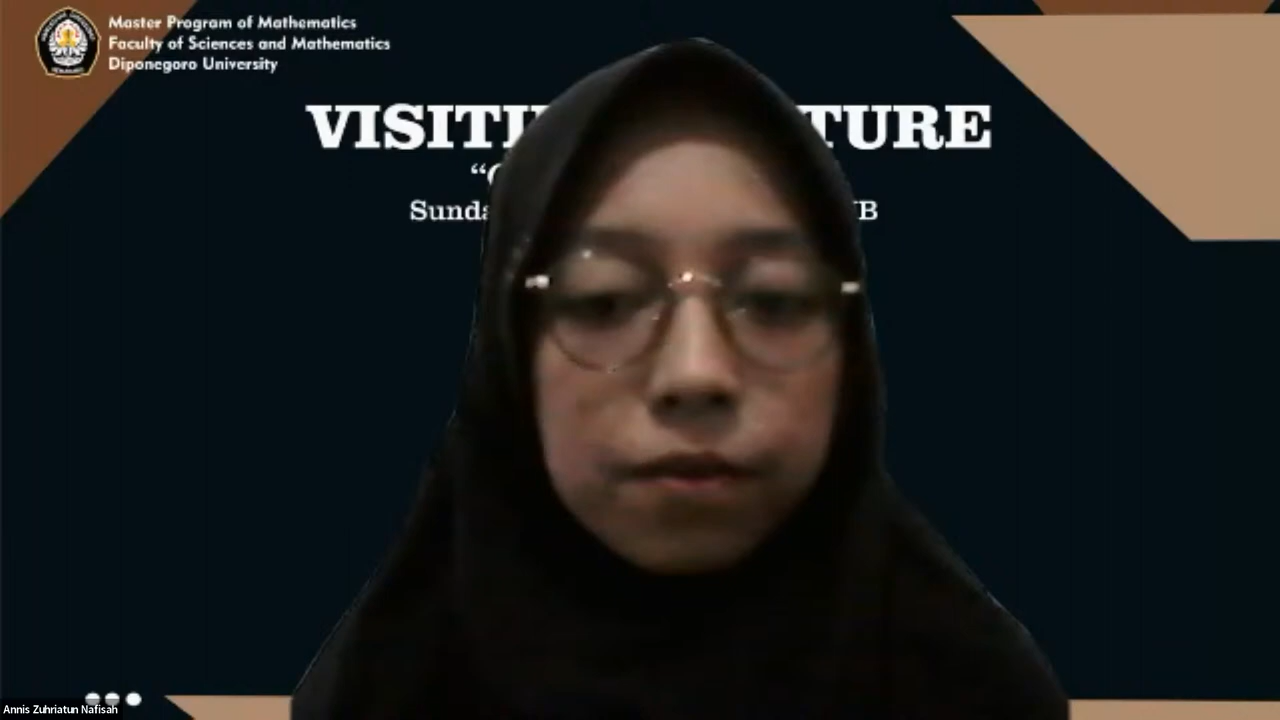 Master Program of Mathematics
Faculty of Sciences and Mathematics
Diponegoro University
VISITI TURE
Sunda
Annis Zuhriatun Nafisah